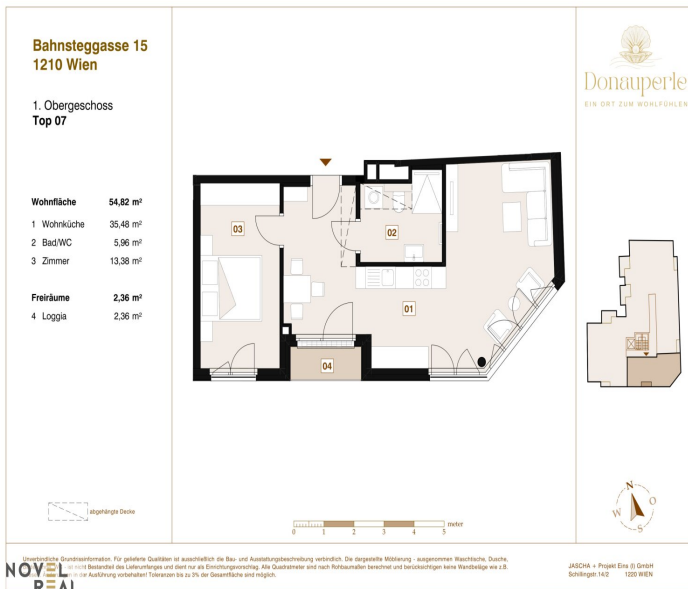 Bahnsteggasse 15
1210 Wien
1. Obergeschoss
Top 07
Wohnfläche 54,82 m²
1 Wohnküche 35,48 m²
2 Bad/WC 5,96 m²
3 Zimmer 13,38 m²
Freiräume 2,36 m²
4 Loggia 2,36 m²
abgehängte Decke
03
02
01
04
0 1 2 3 4 5 meter
Donauperle
EIN ORT ZUM WOHLFÜHLEN
N
O
W
S
Unverbindliche Grundrissinformation. Für gelieferte Qualitäten ist ausschließlich die Bau- und Ausstattungsbeschreibung verbindlich. Die dargestellte Möblierung - ausgenommen Waschtische, Dusche,
ist nicht Bestandteil des Lieferumfanges und dient nur als Einrichtungsvorschlag. Alle Quadratmeter sind nach Rohbaumaßen berechnet und berücksichtigen keine Wandbeläge wie z.B.
in der Ausführung vorbehalten! Toleranzen bis zu 3% der Gesamtfläche sind möglich.
JASCHA + Projekt Eins (I) GmbH
Schillingstr.14/2 1220 WIEN
NOVEL
REAL